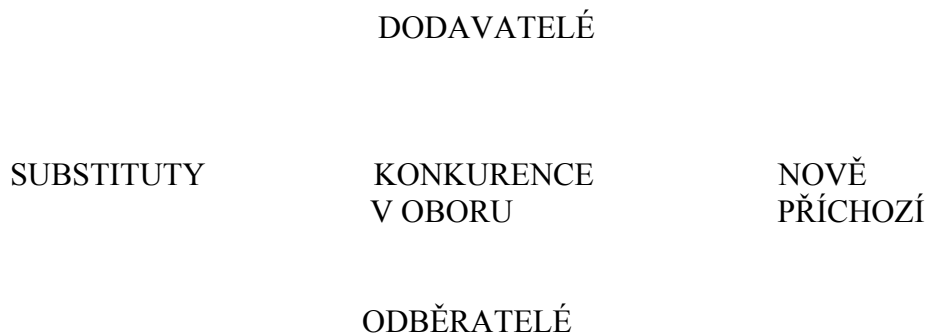 DODAVATELÉ
SUBSTITUTY KONKURENCE NOVĚ
V OBORU PŘÍCHOZÍ
ODBĚRATELÉ